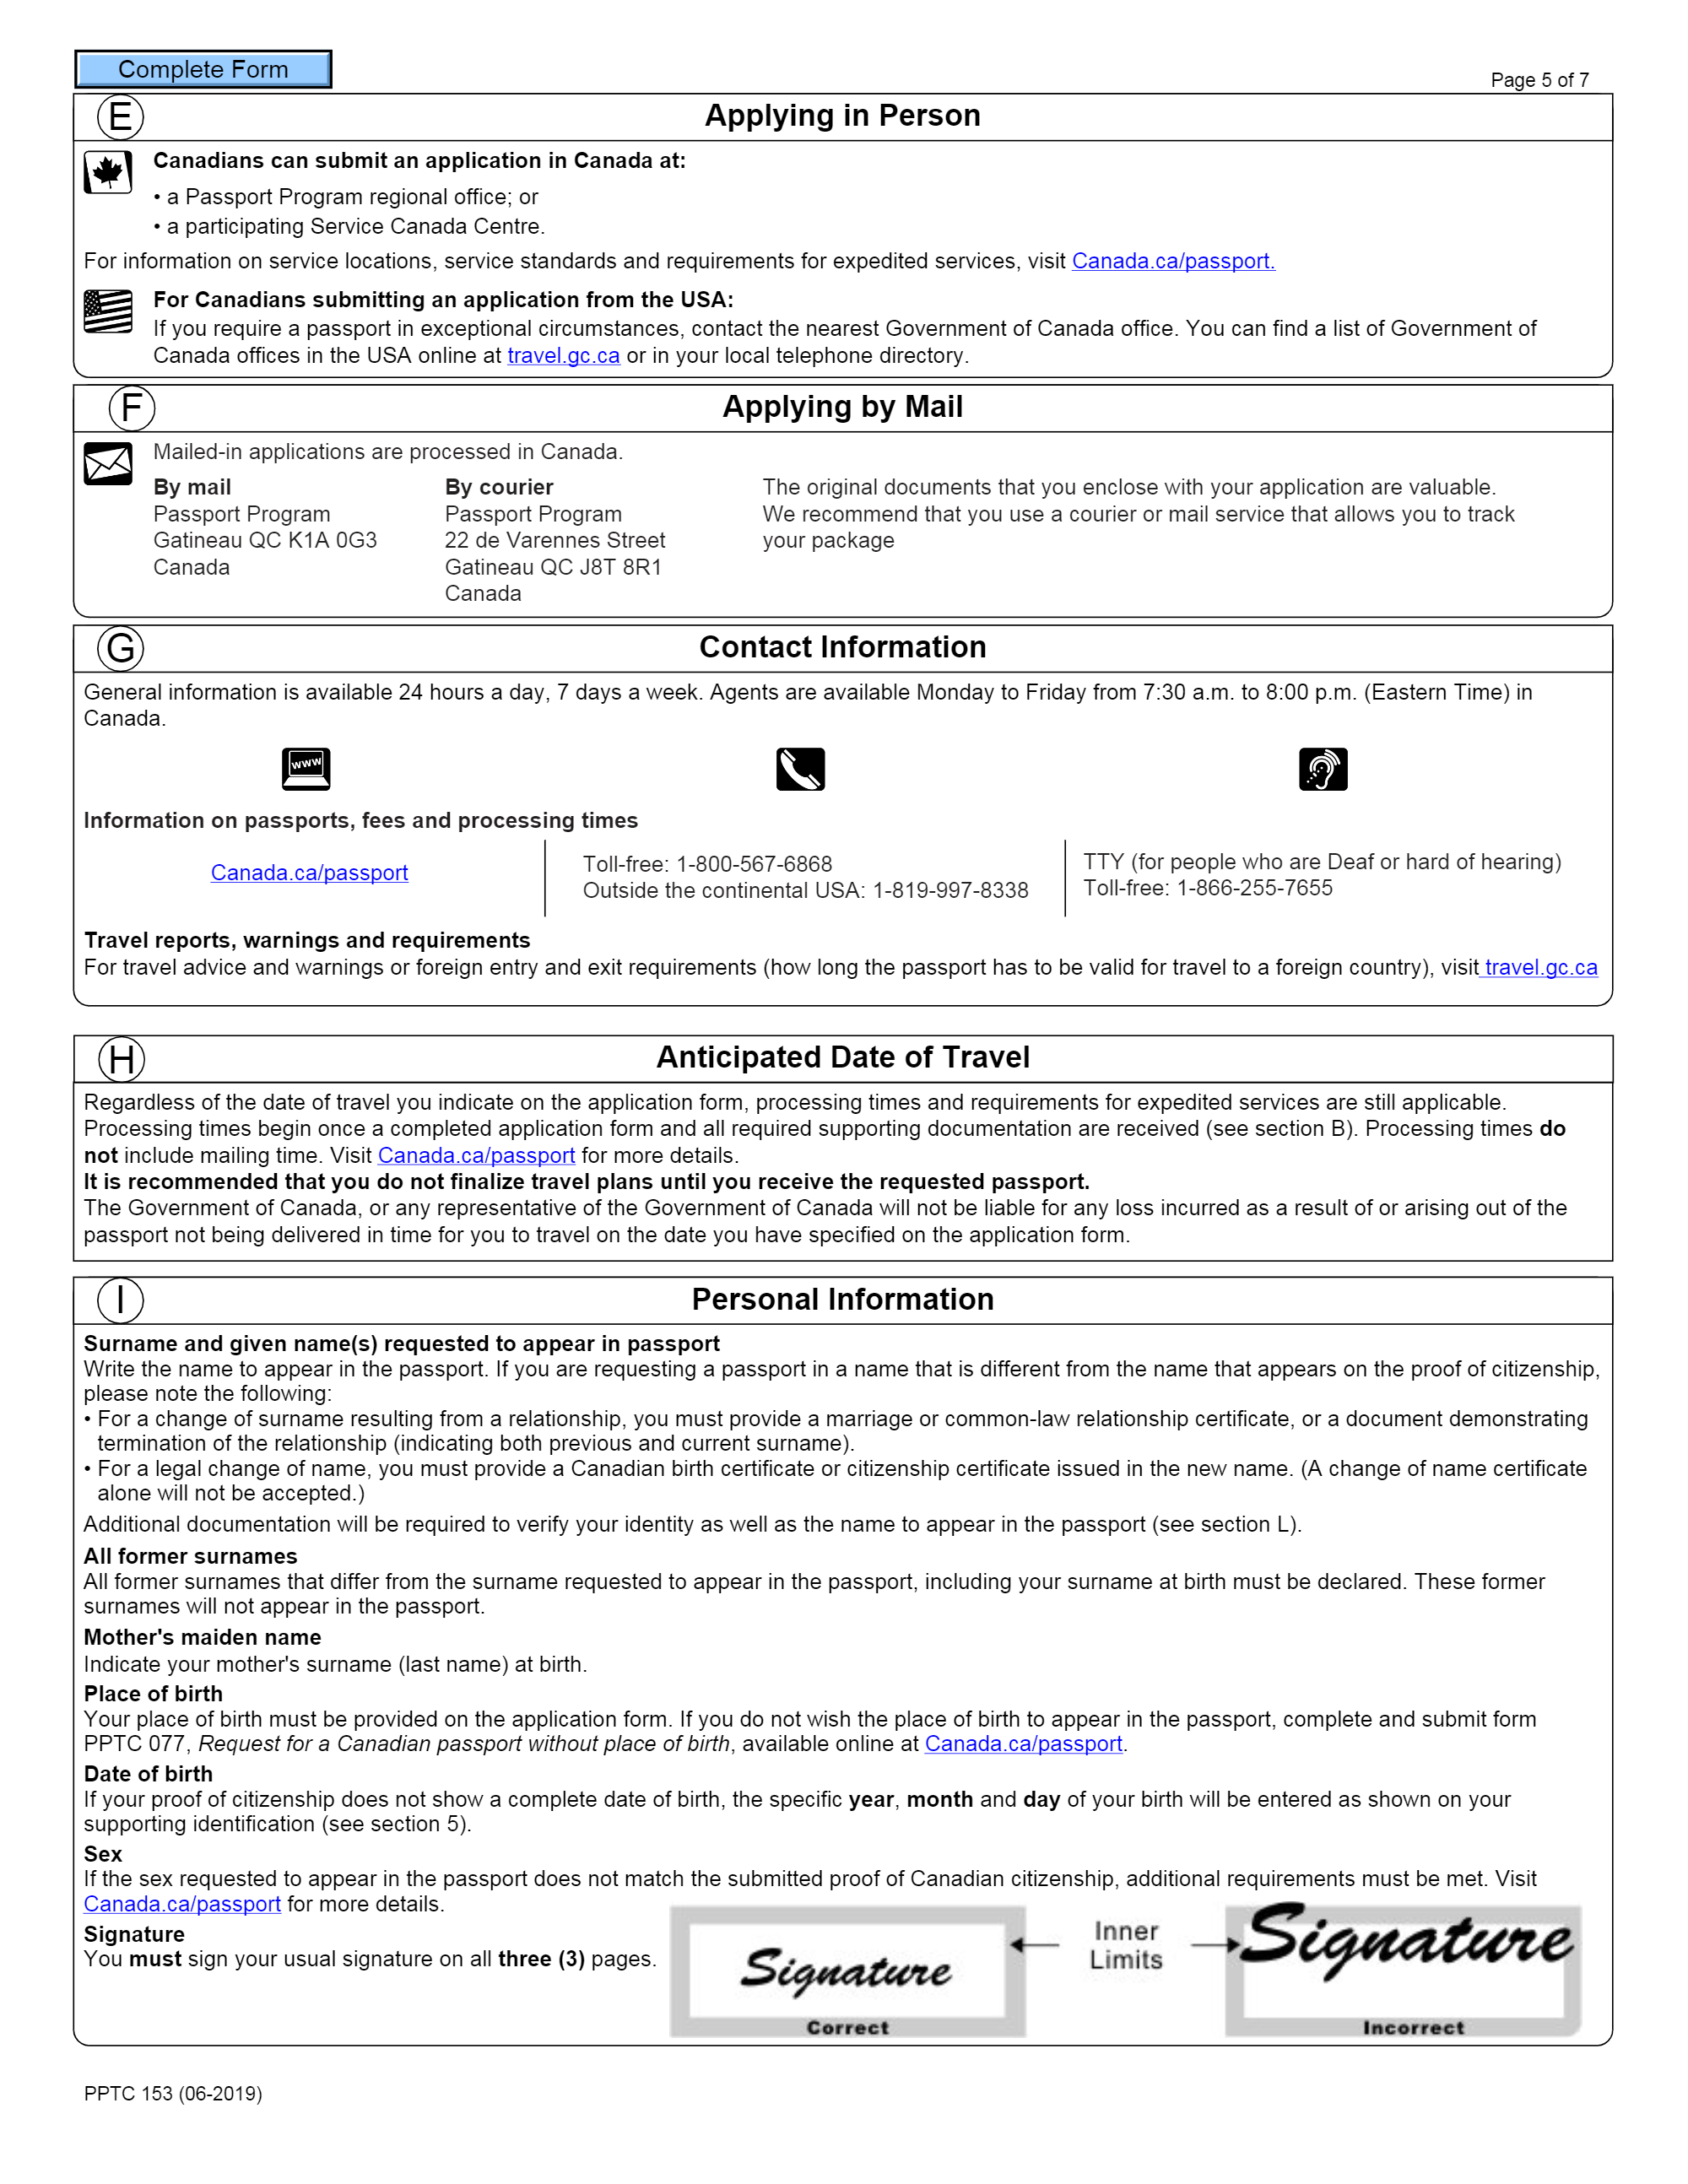 Complete Form
Page 5 of 7
E
Applying in Person
Canadians can submit an application in Canada at:
• a Passport Program regional office; or
• a participating Service Canada Centre.
For information on service locations, service standards and requirements for expedited services, visit Canada.ca/passport.
For Canadians submitting an application from the USA:
If you require a passport in exceptional circumstances, contact the nearest Government of Canada office. You can find a list of Government of
Canada offices in the USA online at travel.gc.ca or in your local telephone directory.
F
Applying by Mail
Mailed-in applications are processed in Canada.
By mail
Passport Program
Gatineau QC K1A 0G3
Canada
By courier
Passport Program
22 de Varennes Street
Gatineau QC J8T 8R1
Canada
The original documents that you enclose with your application are valuable.
We recommend that you use a courier or mail service that allows you to track
your package
G
Contact Information
General information is available 24 hours a day, 7 days a week. Agents are available Monday to Friday from 7:30 a.m. to 8:00 p.m. (Eastern Time) in
Canada.
www
Information on passports, fees and processing times
Canada.ca/passport
Toll-free: 1-800-567-6868
Outside the continental USA: 1-819-997-8338
TTY (for people who are Deaf or hard of hearing)
Toll-free: 1-866-255-7655
Travel reports, warnings and requirements
For travel advice and warnings or foreign entry and exit requirements (how long the passport has to be valid for travel to a foreign country), visit travel.gc.ca
H
Anticipated Date of Travel
Regardless of the date of travel you indicate on the application form, processing times and requirements for expedited services are still applicable.
Processing times begin once a completed application form and all required supporting documentation are received (see section B). Processing times do
not include mailing time. Visit Canada.ca/passport for more details.
It is recommended that you do not finalize travel plans until you receive the requested passport.
The Government of Canada, or any representative of the Government of Canada will not be liable for any loss incurred as a result of or arising out of the
passport not being delivered in time for you to travel on the date you have specified on the application form.
I
Personal Information
Surname and given name(s) requested to appear in passport
Write the name to appear in the passport. If you are requesting a passport in a name that is different from the name that appears on the proof of citizenship,
please note the following:
• For a change of surname resulting from a relationship, you must provide a marriage or common-law relationship certificate, or a document demonstrating
termination of the relationship (indicating both previous and current surname).
• For a legal change of name, you must provide a Canadian birth certificate or citizenship certificate issued in the new name. (A change of name certificate
alone will not be accepted.)
Additional documentation will be required to verify your identity as well as the name to appear in the passport (see section L).
All former surnames
All former surnames that differ from the surname requested to appear in the passport, including your surname at birth must be declared. These former
surnames will not appear in the passport.
Mother's maiden name
Indicate your mother's surname (last name) at birth.
Place of birth
Your place of birth must be provided on the application form. If you do not wish the place of birth to appear in the passport, complete and submit form
PPTC 077, Request for a Canadian passport without place of birth, available online at Canada.ca/passport.
Date of birth
If your proof of citizenship does not show a complete date of birth, the specific year, month and day of your birth will be entered as shown on your
supporting identification (see section 5).
Sex
If the sex requested to appear in the passport does not match the submitted proof of Canadian citizenship, additional requirements must be met. Visit
Canada.ca/passport for more details.
Signature
You must sign your usual signature on all three (3) pages.
Signature
Correct
Inner
Limits
Signature
Incorrect
PPTC 153 (06-2019)